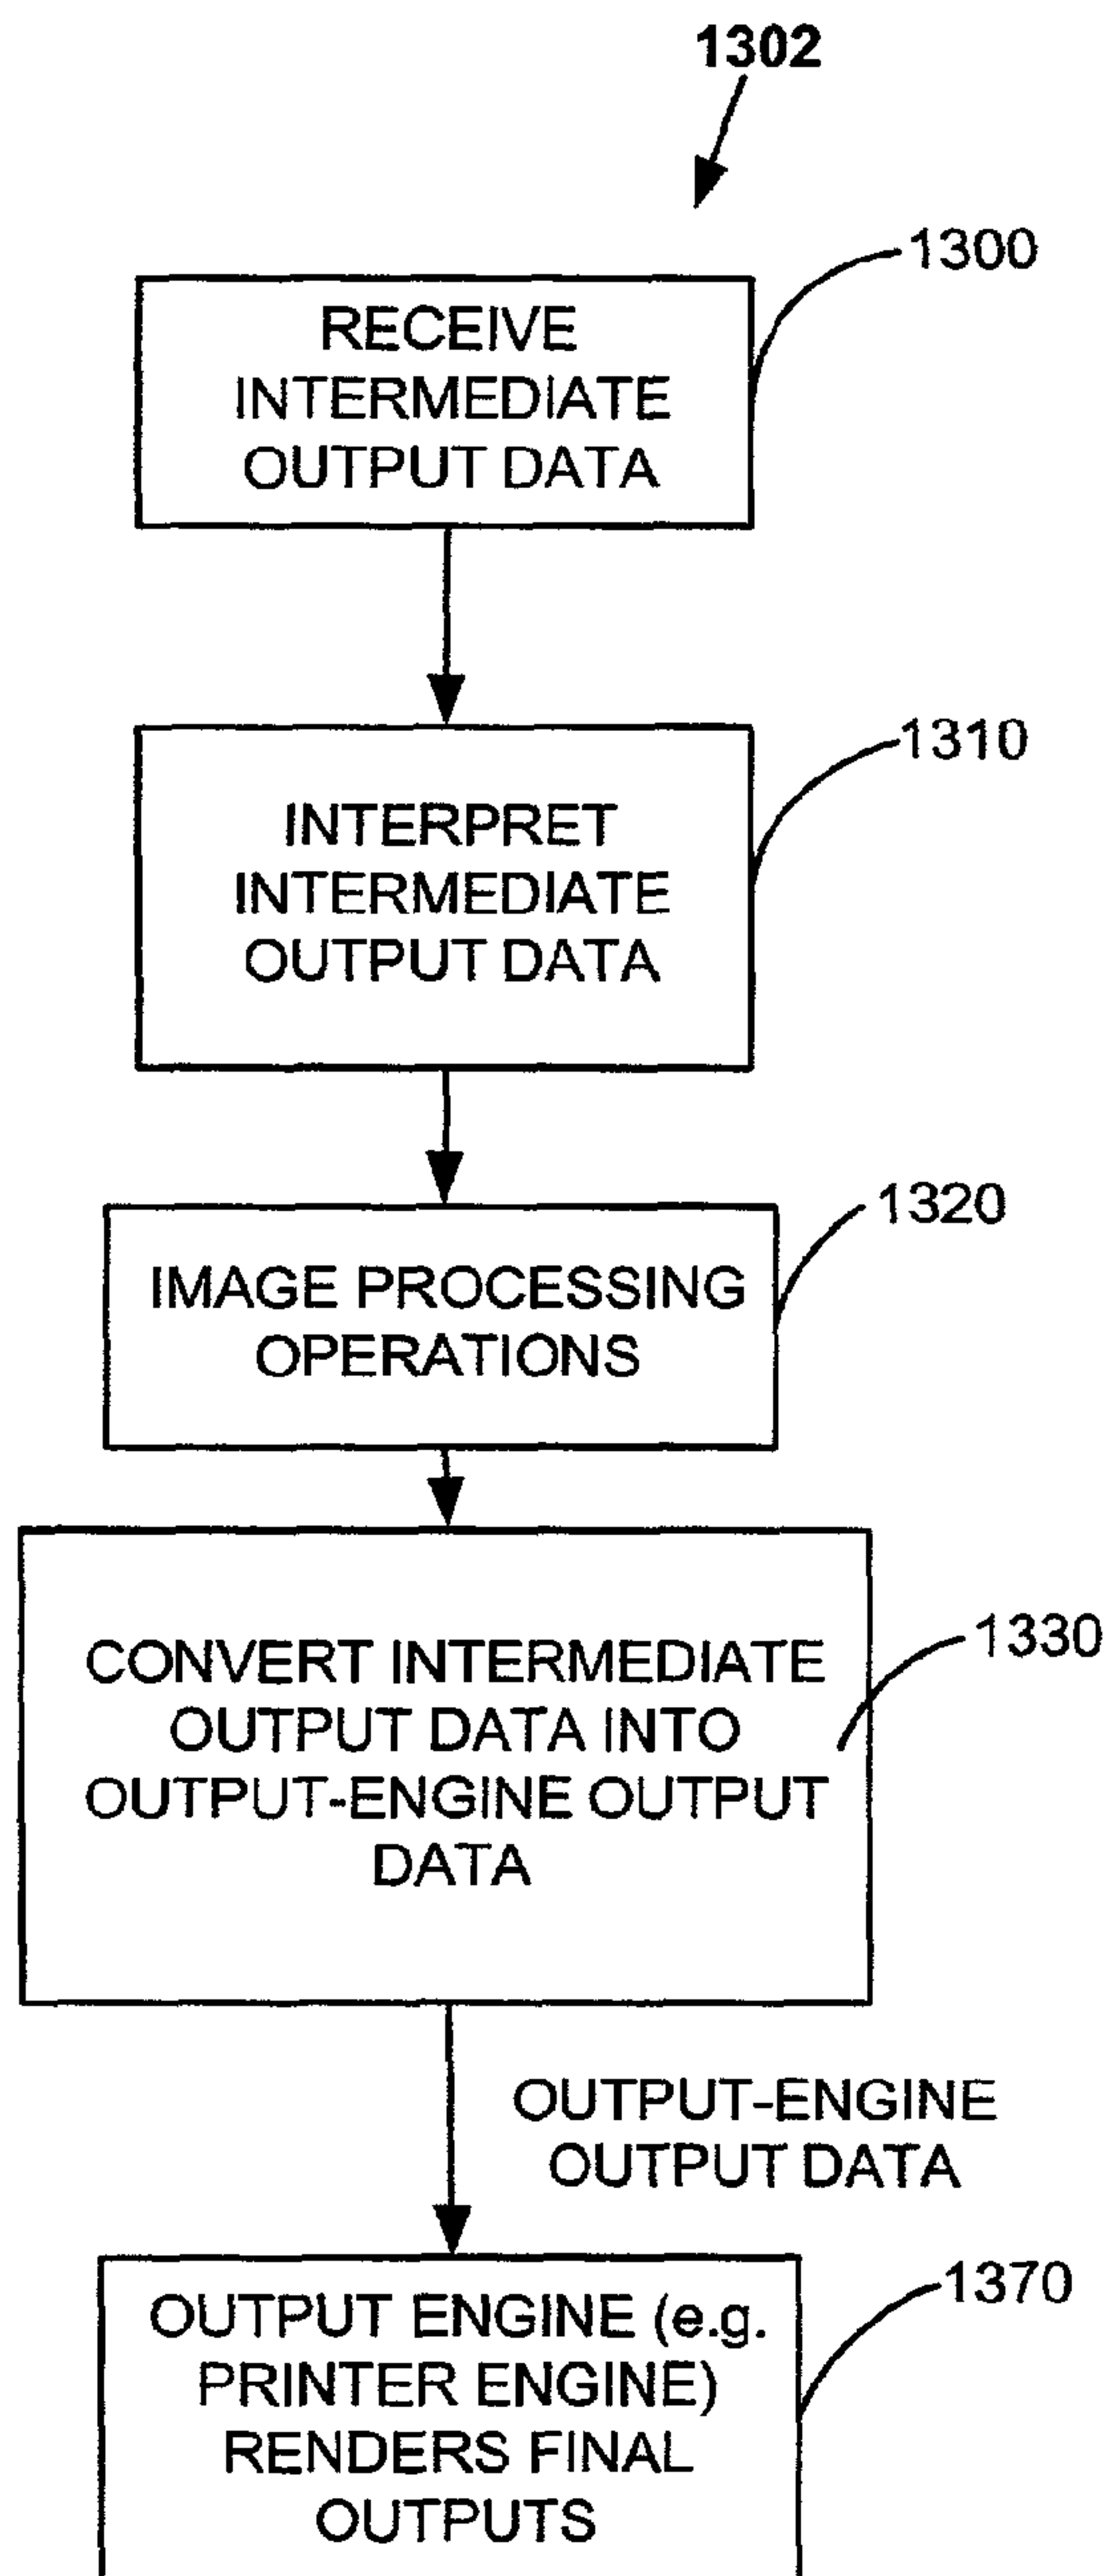 1302
1300
RECEIVE
INTERMEDIATE
OUTPUT DATA
1310
INTERPRET
INTERMEDIATE
OUTPUT DATA
1320
IMAGE PROCESSING
OPERATIONS
1330
CONVERT INTERMEDIATE
OUTPUT DATA INTO
OUTPUT-ENGINE OUTPUT
DATA
OUTPUT-ENGINE
OUTPUT DATA
1370
OUTPUT ENGINE (e.g.
PRINTER ENGINE)
RENDERS FINAL
OUTPUTS